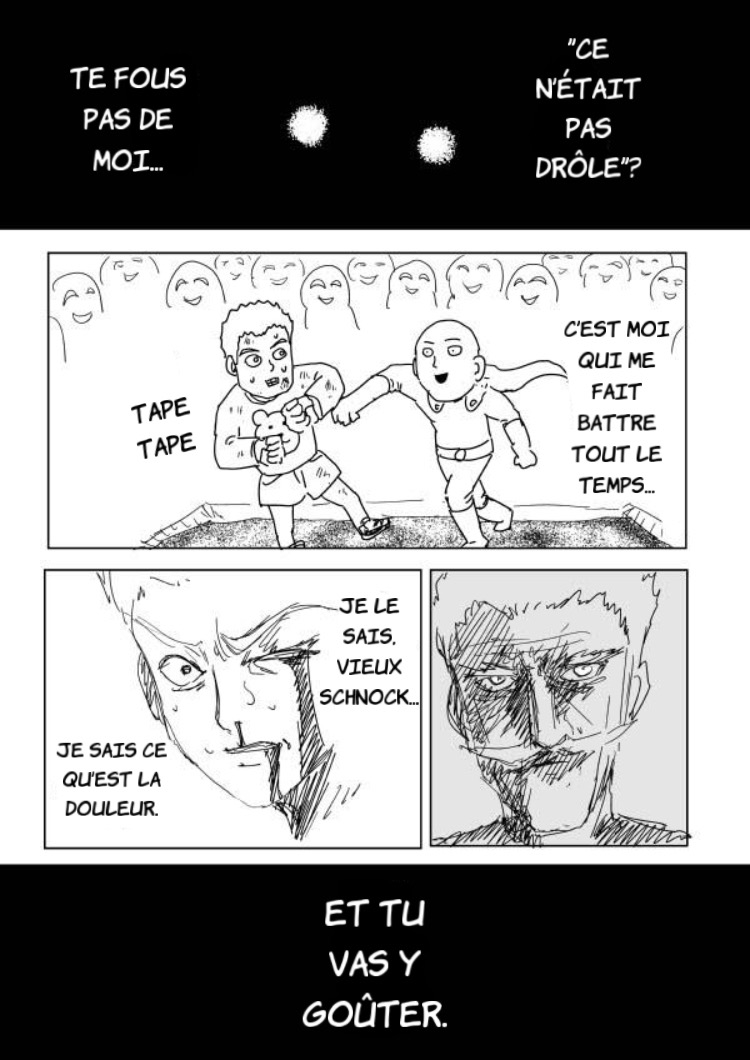 "CE
N'ÉTAIT
PAS
DRÔLE"?
TE FOUS
PAS DE
MOI...
C'EST MOI
QUI ME
FAIT
BATTRE
TOUT LE
TEMPS...
TAPE
TAPE
JE LE
SAIS,
VIEUX
SCHNOCK...
JE SAIS CE
QU'EST LA
DOULEUR.
ET TU
VAS Y
GOÛTER.